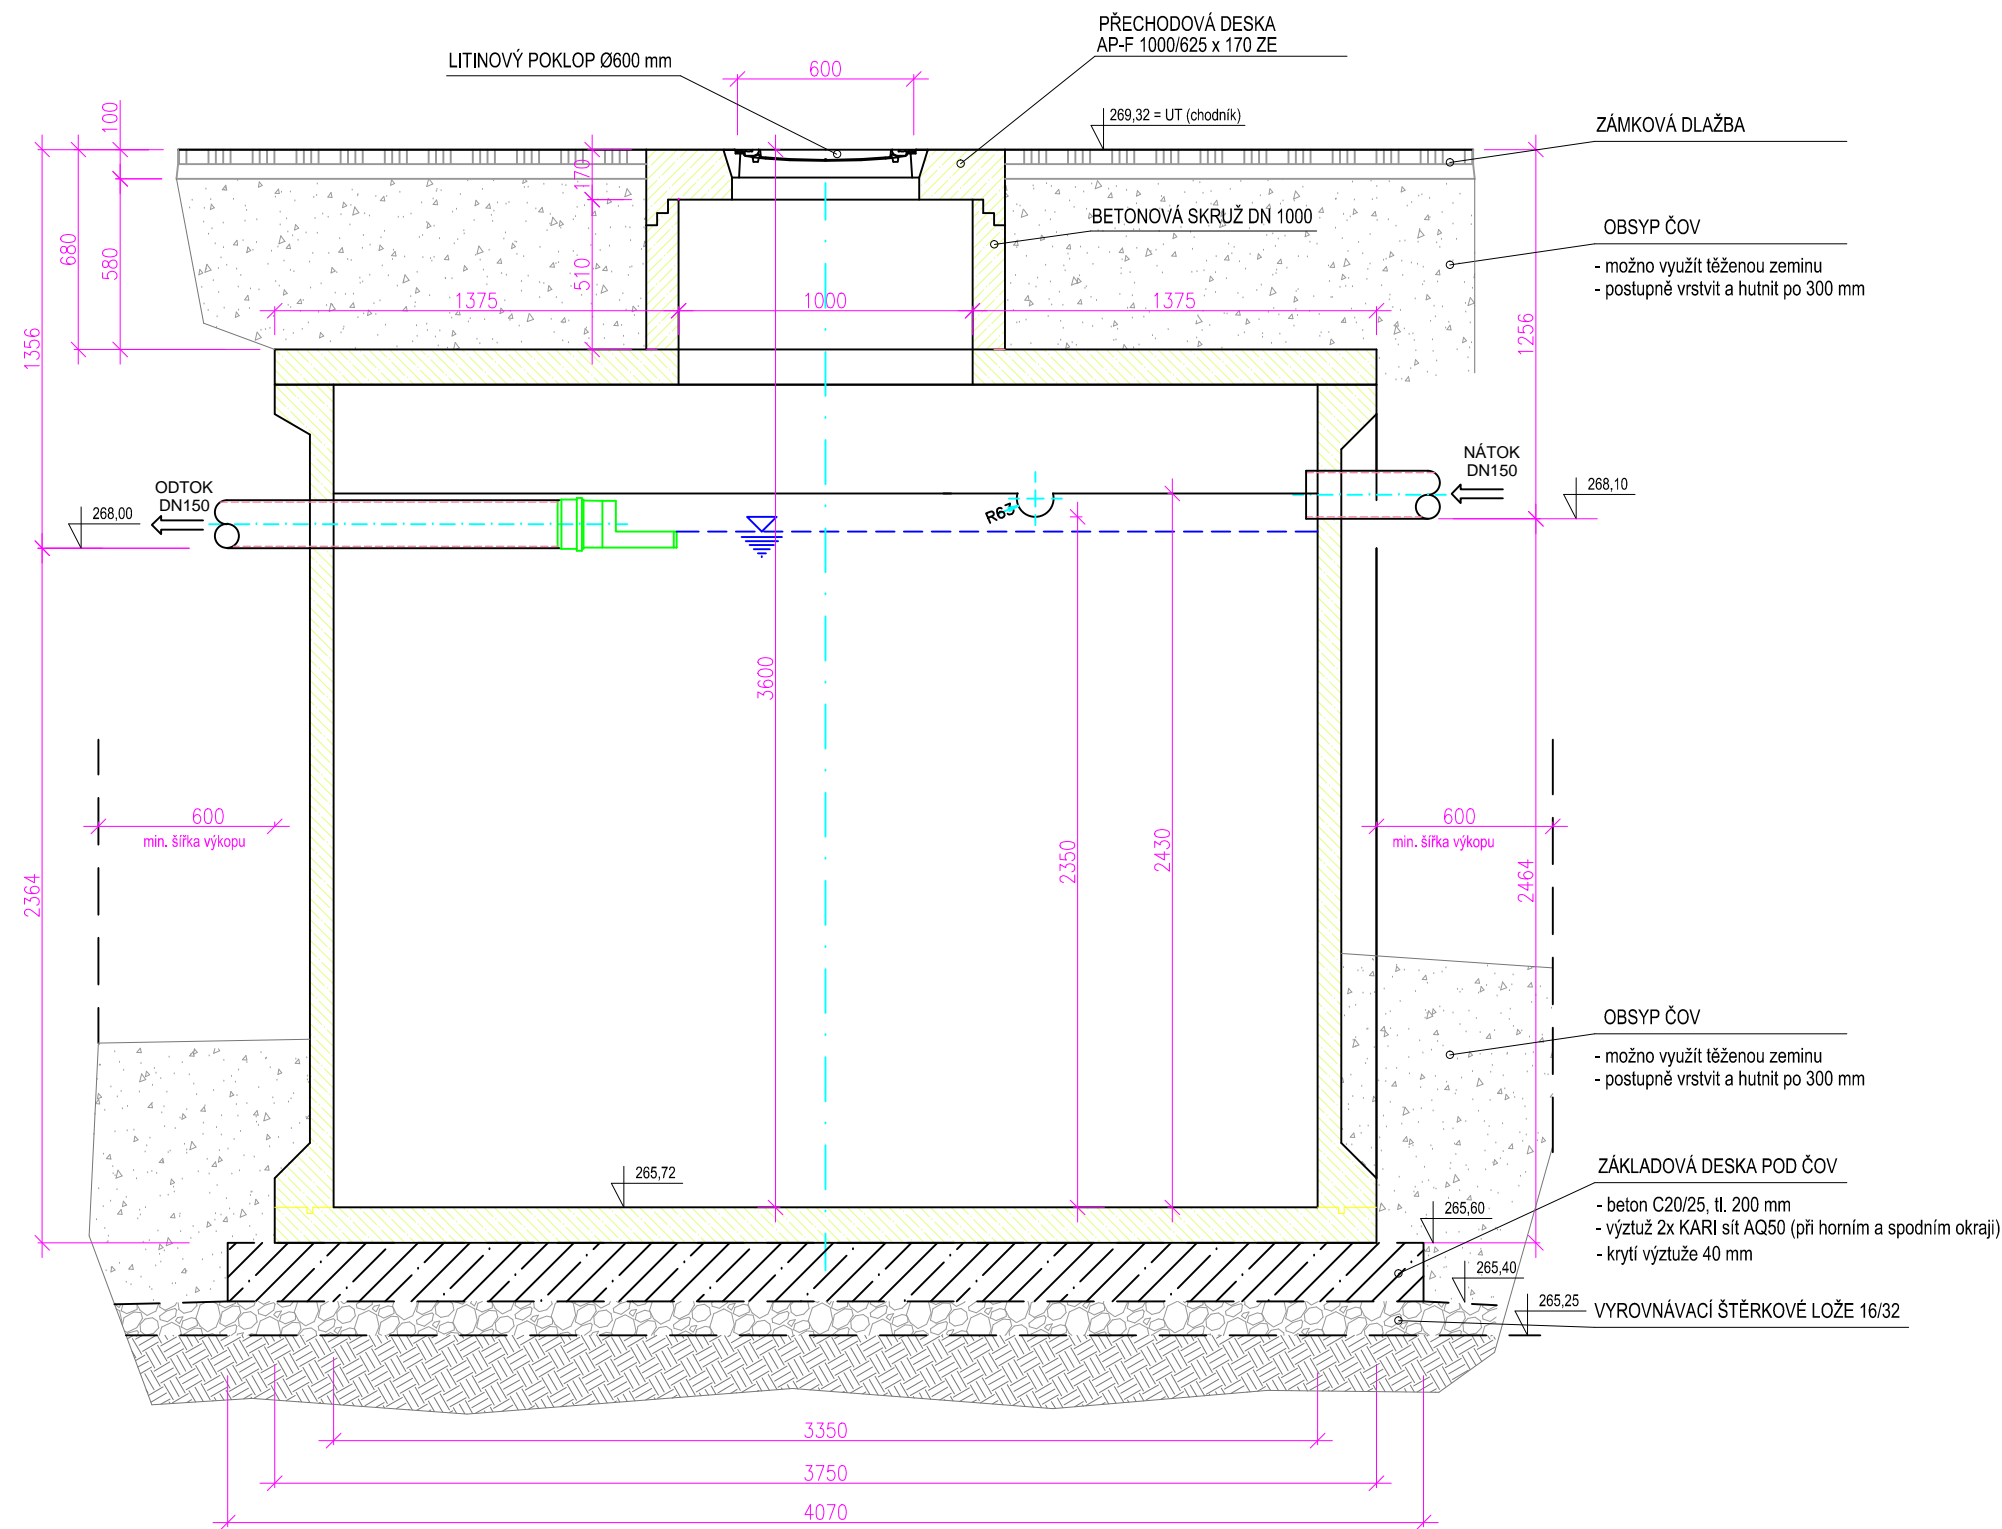 PŘECHODOVÁ DESKA
AP-F 1000/625 x 170 ZE
LITINOVÝ POKLOP Ø600 mm
600
100
269,32 = UT (chodník)
ZÁMKOVÁ DLAŽBA
170
BETONOVÁ SKRUŽ DN 1000
OBSYP ČOV
- možno využít těženou zeminu
- postupně vrstvit a hutnit po 300 mm
680
580
510
1375
1000
1375
1356
1256
NÁTOK
DN150
ODTOK
DN150
268,00
268,10
R63
3600
600
min. šířka výkopu
600
min. šířka výkopu
2350
2430
2364
2464
OBSYP ČOV
- možno využít těženou zeminu
- postupně vrstvit a hutnit po 300 mm
265,72
ZÁKLADOVÁ DESKA POD ČOV
- beton C20/25, tl. 200 mm
- výztuž 2x KARI sít AQ50 (při horním a spodním okraji)
- krytí výztuže 40 mm
265,60
265,40
265,25
VYROVNÁVACÍ ŠTĚRKOVÉ LOŽE 16/32
3350
3750
4070